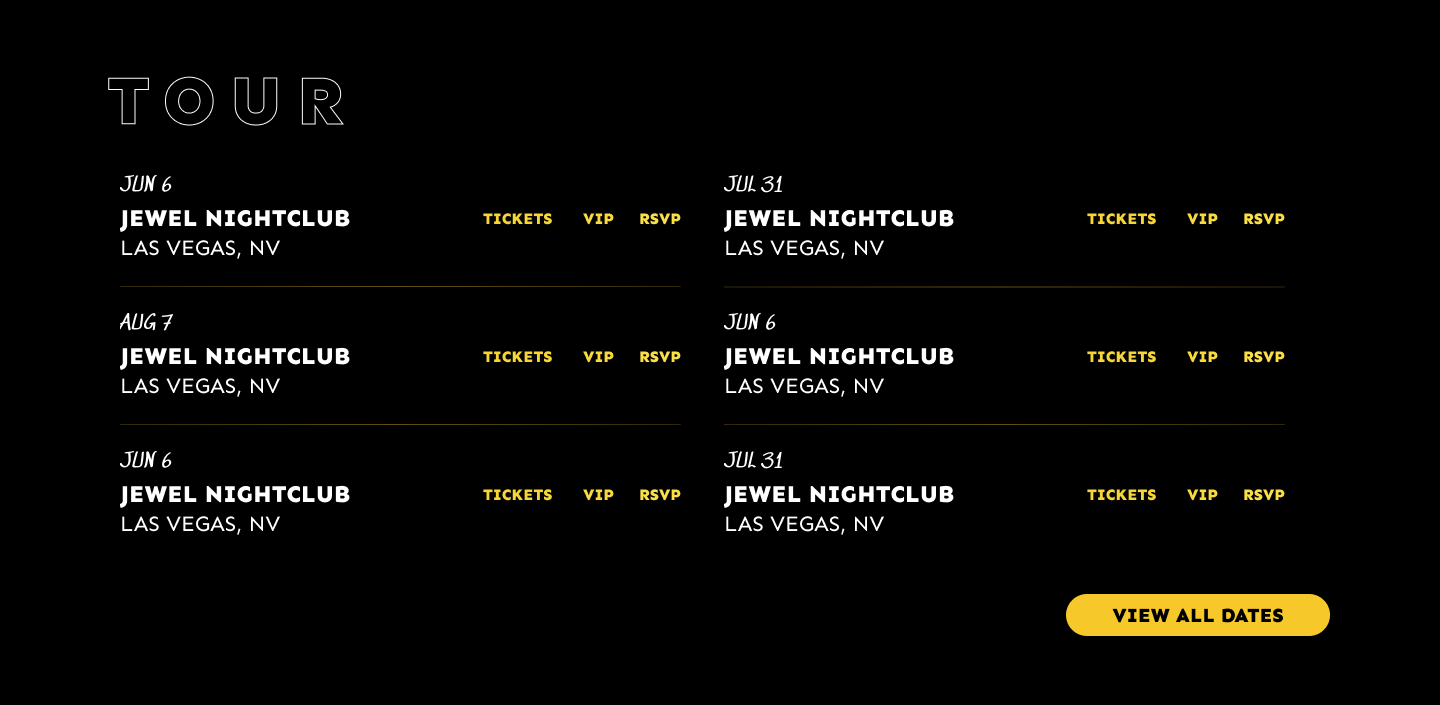 TOUR
JUN 6
JEWEL NIGHTCLUB
LAS VEGAS, NV
TICKETS VIP RSVP
JUL 31
JEWEL NIGHTCLUB
LAS VEGAS, NV
TICKETS VIP RSVP
AUG 7
JEWEL NIGHTCLUB
LAS VEGAS, NV
TICKETS VIP RSVP
JUN 6
JEWEL NIGHTCLUB
LAS VEGAS, NV
TICKETS VIP RSVP
JUN 6
JEWEL NIGHTCLUB
LAS VEGAS, NV
TICKETS VIP RSVP
JUL 31
JEWEL NIGHTCLUB
LAS VEGAS, NV
TICKETS VIP RSVP
VIEW ALL DATES